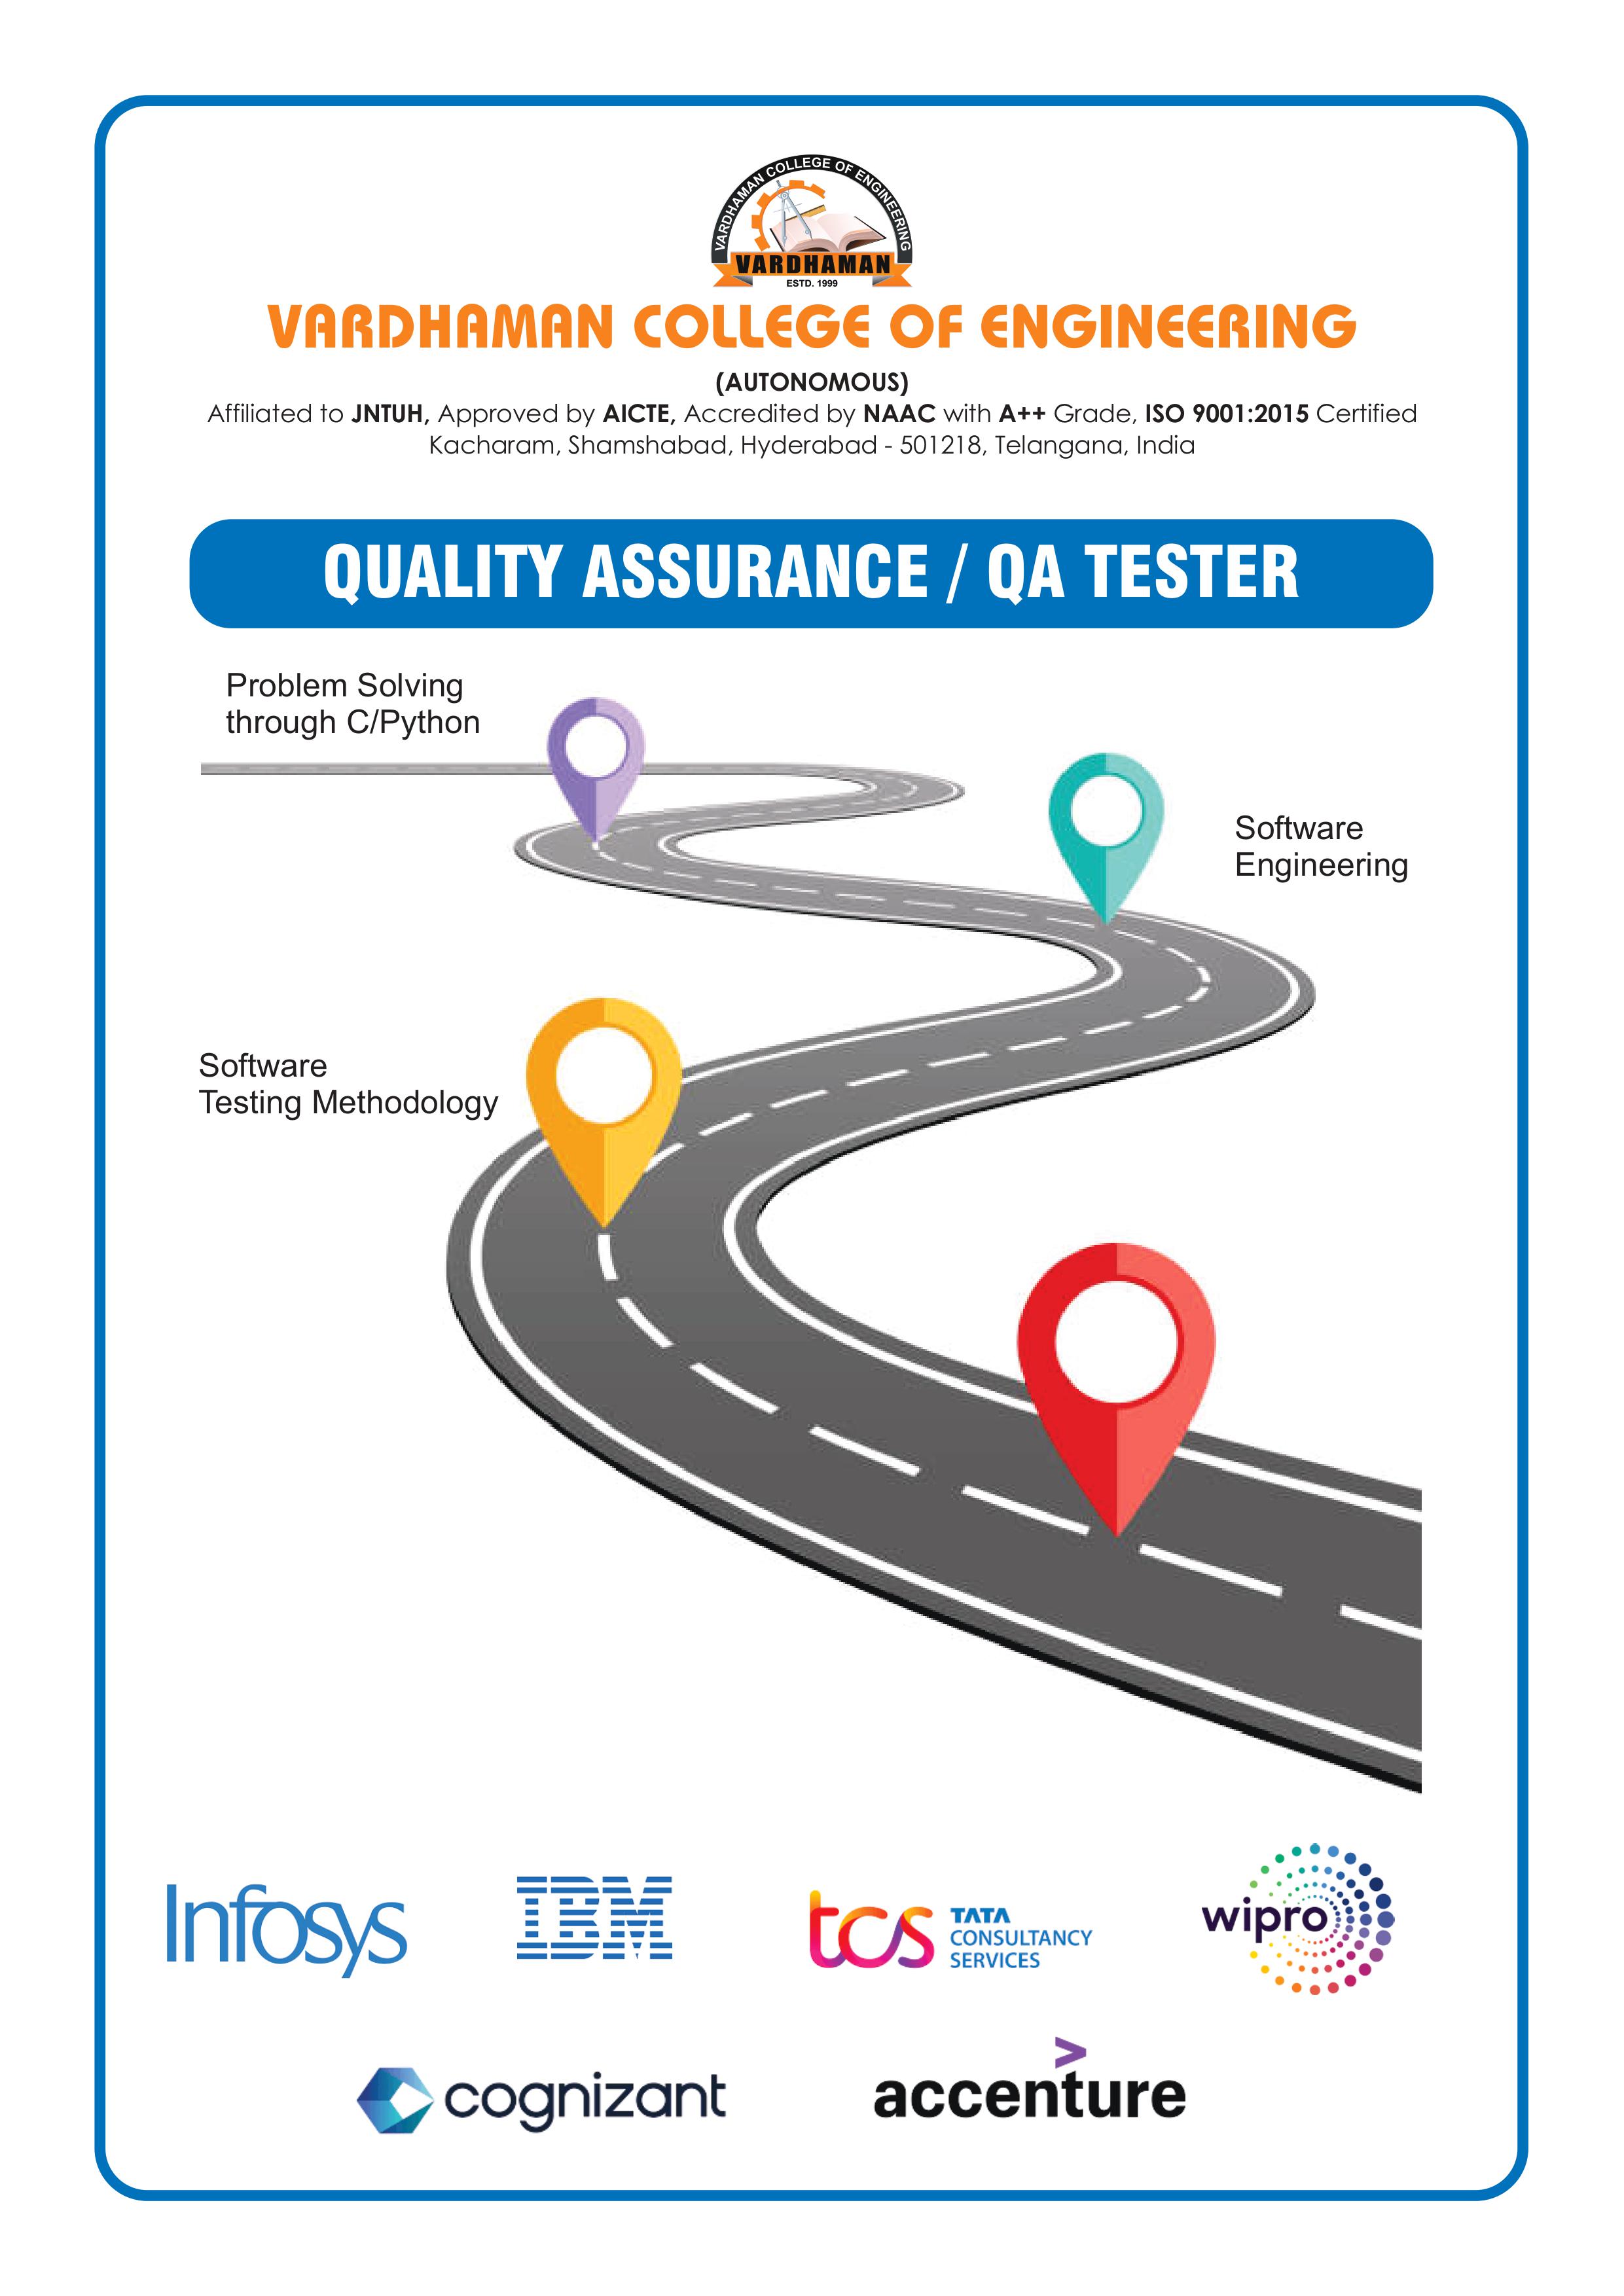 VARDHAMAN COLLEGE OF ENGINEERING
VARDHAMAN
ESTD. 1999
VARDHAMAN COLLEGE OF ENGINEERING
(AUTONOMOUS)
Affiliated to JNTUH, Approved by AICTE, Accredited by NAAC with A++ Grade, ISO 9001:2015 Certified
Kacharam, Shamshabad, Hyderabad - 501218, Telangana, India
QUALITY ASSURANCE / QA TESTER
Problem Solving
through C/Python
Software
Engineering
Software
Testing Methodology
Infosys
IBM
tcs
TATA
CONSULTANCY
SERVICES
wipro
cognizant
>
accenture